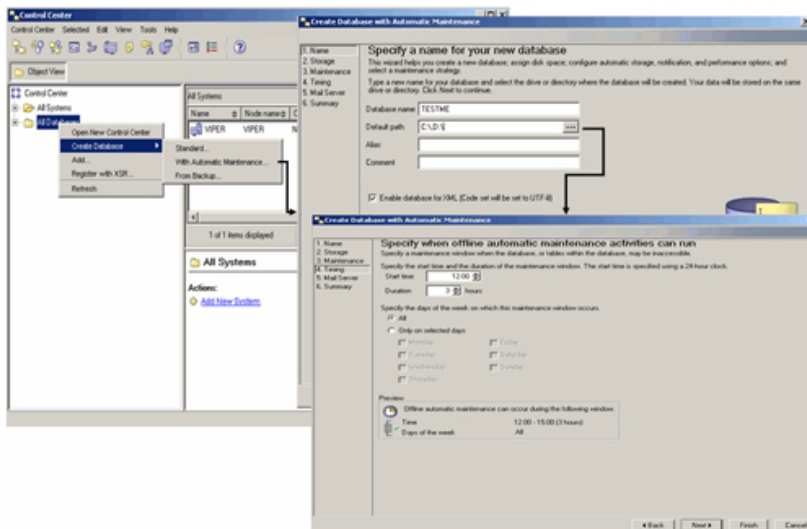 Control Center
Control Center Selected Edit View Tools Help
Object View
Control Center
All Systems
All Databases
Open New Control Center
Create Database
Add...
Register with XSR...
Refresh
Standard...
With Automatic Maintenance...
From Backup...
All Systems
Name Node name
VIPER VIPER
1 of 1 items displayed
All Systems
Actions:
Add New System
Create Database with Automatic Maintenance
1. Name
2. Storage
3. Maintenance
4. Timing
5. Mail Server
6. Summary
Specify a name for your new database
This wizard helps you create a new database; assign disk space; configure automatic storage, notification, and performance options; and
select a maintenance strategy.
Type a new name for your database and select the drive or directory where the database will be created. Your data will be stored on the same
drive or directory. Click Next to continue.
Database name TESTME
Default path
Alias
Comment
Enable database for XML (Code set will be set to UTF-8)
Create Database with Automatic Maintenance
1. Name
2. Storage
3. Maintenance
4. Timing
5. Mail Server
6. Summary
Specify when offline automatic maintenance activities can run
Specify a maintenance window when the database, or tables within the database, may be inaccessible.
Specify the start time and the duration of the maintenance window. The start time is specified using a 24 hour clock.
Start time 12:00
Duration 3 hours
Specify the days of the week on which this maintenance window occurs.
All
Only on selected days
Monday Friday
Tuesday Saturday
Wednesday Sunday
Thursday
Preview
Offline automatic maintenance can occur during the following window.
Time 12:00 - 15:00 (3 hours)
Days of the week All
Back Next Finish Cancel